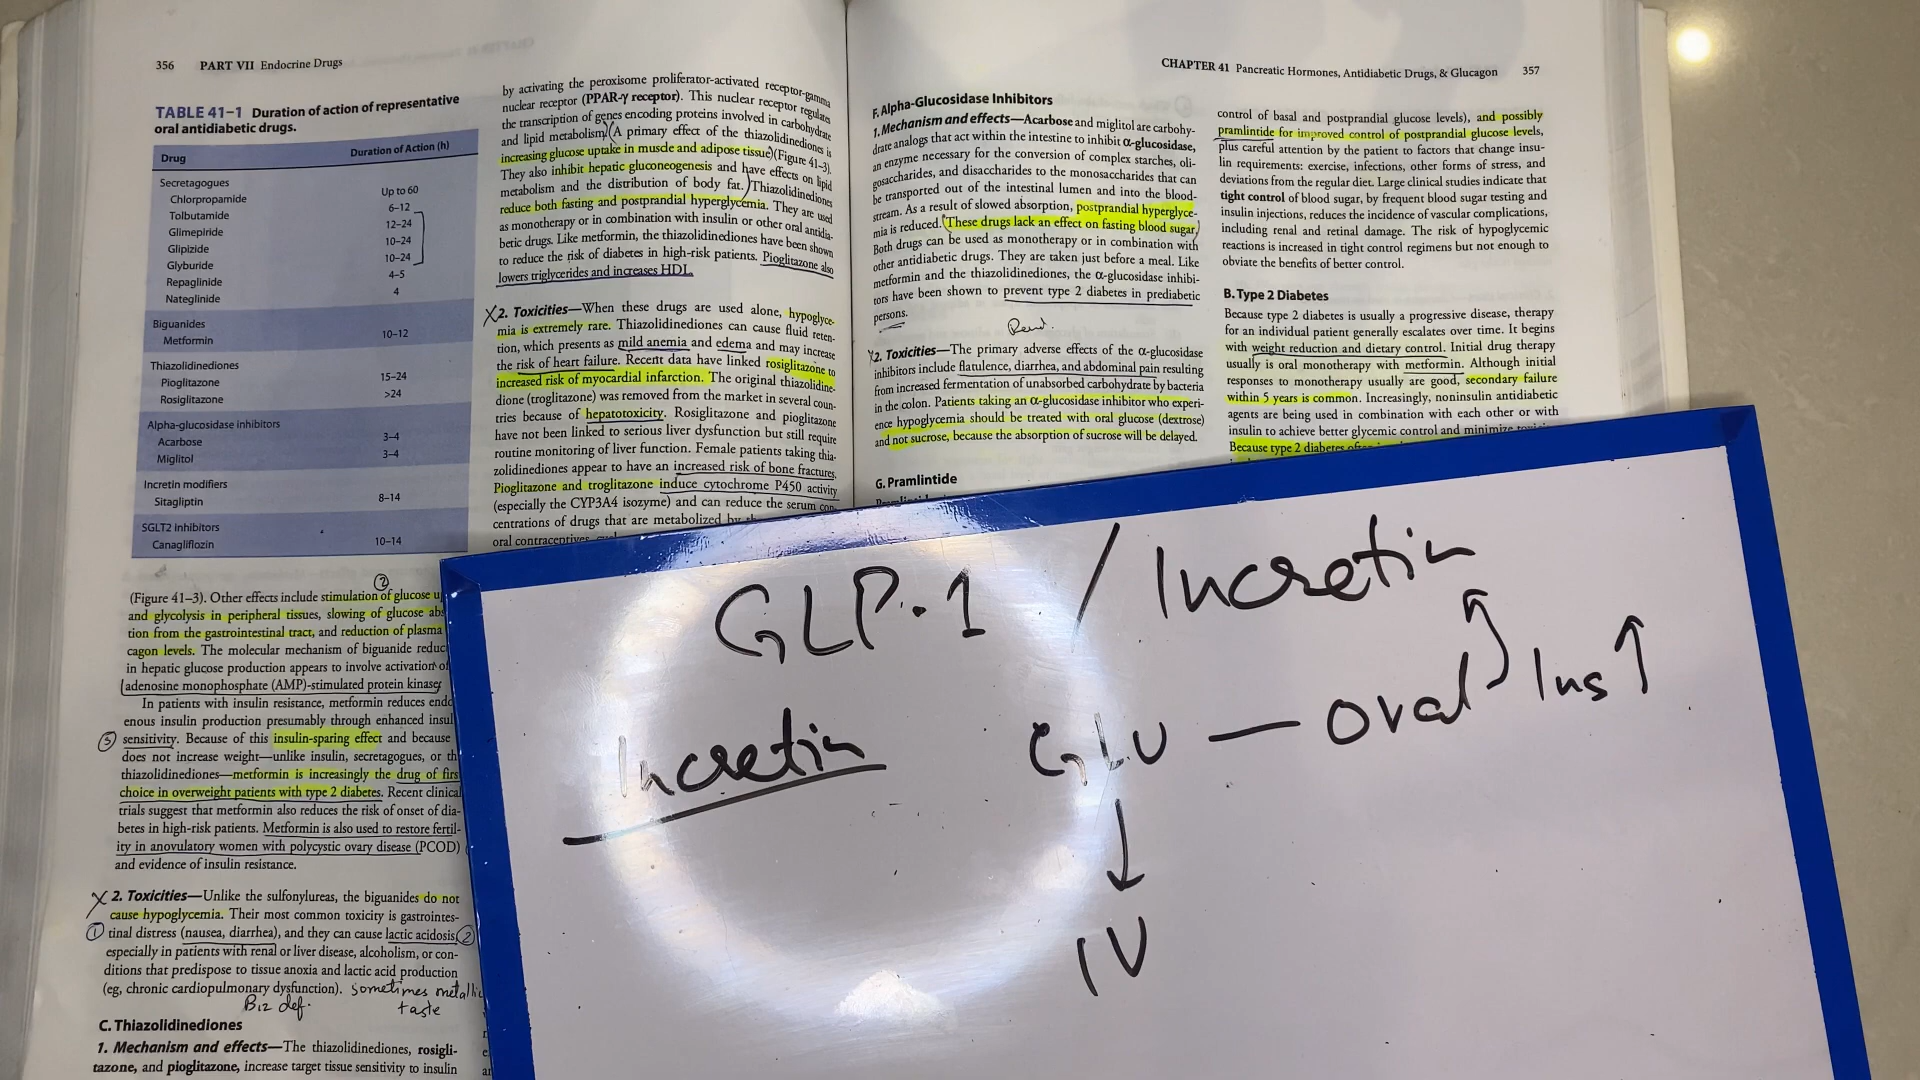 356 PART VII Endocrine Drugs
TABLE 41–1 Duration of action of representative
oral antidiabetic drugs.
Drug Duration of Action (h)
Secretagogues
Chlorpropamide Up to 60
Tolbutamide 6–12
Glimepiride 12–24
Glipizide 10–24
Glyburide 10–24
Repaglinide 4–5
Nateglinide 4
Biguanides
Metformin 10–12
Thiazolidinediones
Pioglitazone 15–24
Rosiglitazone >24
Alpha-glucosidase inhibitors
Acarbose 3–4
Miglitol 3–4
Incretin modifiers
Sitagliptin 8–14
SGLT2 inhibitors
Canagliflozin 10–14
2
(Figure 41–3). Other effects include stimulation of glucose
and glycolysis in peripheral tissues, slowing of glucose
tion from the gastrointestinal tract, and reduction of plasma
cagon levels. The molecular mechanism of biguanide
in hepatic glucose production appears to involve activation of
adenosine monophosphate (AMP)-stimulated protein kinase
In patients with insulin resistance, metformin reduces
enous insulin production presumably through enhanced
3 sensitivity. Because of this insulin-sparing effect and because
does not increase weight—unlike insulin, secretagogues, or
thiazolidinediones—metformin is increasingly the drug of
choice in overweight patients with type 2 diabetes. Recent clinical
trials suggest that metformin also reduces the risk of onset of dia-
betes in high-risk patients. Metformin is also used to restore fertil-
ity in anovulatory women with polycystic ovary disease (PCOD)
and evidence of insulin resistance.
X 2. Toxicities—Unlike the sulfonylureas, the biguanides do not
cause hypoglycemia. Their most common toxicity is gastrointes-
1 tinal distress (nausea, diarrhea), and they can cause lactic acidosis, 2
especially in patients with renal or liver disease, alcoholism, or con-
ditions that predispose to tissue anoxia and lactic acid production
(eg, chronic cardiopulmonary dysfunction). sometimes metallic
B12 def. taste
C. Thiazolidinediones
1. Mechanism and effects—The thiazolidinediones, rosigli-
tazone, and pioglitazone, increase target tissue sensitivity to insulin
by activating the peroxisome proliferator-activated receptor-gamma
nuclear receptor (PPAR-γ receptor). This nuclear receptor regulates
the transcription of genes encoding proteins involved in carbohydrate
and lipid metabolism. (A primary effect of the thiazolidinediones is
increasing glucose uptake in muscle and adipose tissue) (Figure 41–3).
They also inhibit hepatic gluconeogenesis and have effects on lipid
metabolism and the distribution of body fat. Thiazolidinediones
reduce both fasting and postprandial hyperglycemia. They are used
as monotherapy or in combination with insulin or other oral antidia-
betic drugs. Like metformin, the thiazolidinediones have been shown
to reduce the risk of diabetes in high-risk patients. Pioglitazone also
lowers triglycerides and increases HDL.
X 2. Toxicities—When these drugs are used alone, hypoglyce-
mia is extremely rare. Thiazolidinediones can cause fluid reten-
tion, which presents as mild anemia and edema and may increase
the risk of heart failure. Recent data have linked rosiglitazone to
increased risk of myocardial infarction. The original thiazolidine-
dione (troglitazone) was removed from the market in several coun-
tries because of hepatotoxicity. Rosiglitazone and pioglitazone
have not been linked to serious liver dysfunction but still require
routine monitoring of liver function. Female patients taking thia-
zolidinediones appear to have an increased risk of bone fractures.
Pioglitazone and troglitazone induce cytochrome P450 activity
(especially the CYP3A4 isozyme) and can reduce the serum con-
centrations of drugs that are metabolized by
oral contraceptives
CHAPTER 41 Pancreatic Hormones, Antidiabetic Drugs, & Glucagon 357
F. Alpha-Glucosidase Inhibitors
1. Mechanism and effects—Acarbose and miglitol are carbohy-
drate analogs that act within the intestine to inhibit α-glucosidase,
an enzyme necessary for the conversion of complex starches, oli-
gosaccharides, and disaccharides to the monosaccharides that can
be transported out of the intestinal lumen and into the blood-
stream. As a result of slowed absorption, postprandial hyperglyce-
mia is reduced. These drugs lack an effect on fasting blood sugar.
Both drugs can be used as monotherapy or in combination with
other antidiabetic drugs. They are taken just before a meal. Like
metformin and the thiazolidinediones, the α-glucosidase inhibi-
tors have been shown to prevent type 2 diabetes in prediabetic
persons.
Read.
X 2. Toxicities—The primary adverse effects of the α-glucosidase
inhibitors include flatulence, diarrhea, and abdominal pain resulting
from increased fermentation of unabsorbed carbohydrate by bacteria
in the colon. Patients taking an α-glucosidase inhibitor who experi-
ence hypoglycemia should be treated with oral glucose (dextrose)
and not sucrose, because the absorption of sucrose will be delayed.
G. Pramlintide
control of basal and postprandial glucose levels), and possibly
pramlintide for improved control of postprandial glucose levels,
plus careful attention by the patient to factors that change insu-
lin requirements: exercise, infections, other forms of stress, and
deviations from the regular diet. Large clinical studies indicate that
tight control of blood sugar, by frequent blood sugar testing and
insulin injections, reduces the incidence of vascular complications,
including renal and retinal damage. The risk of hypoglycemic
reactions is increased in tight control regimens but not enough to
obviate the benefits of better control.
B. Type 2 Diabetes
Because type 2 diabetes is usually a progressive disease, therapy
for an individual patient generally escalates over time. It begins
with weight reduction and dietary control. Initial drug therapy
usually is oral monotherapy with metformin. Although initial
responses to monotherapy usually are good, secondary failure
within 5 years is common. Increasingly, noninsulin antidiabetic
agents are being used in combination with each other or with
insulin to achieve better glycemic control and minimize
Because type 2 diabetes
GLP-1 / Incretin
Incretin Glu — oral Ins ↑
↓
IV